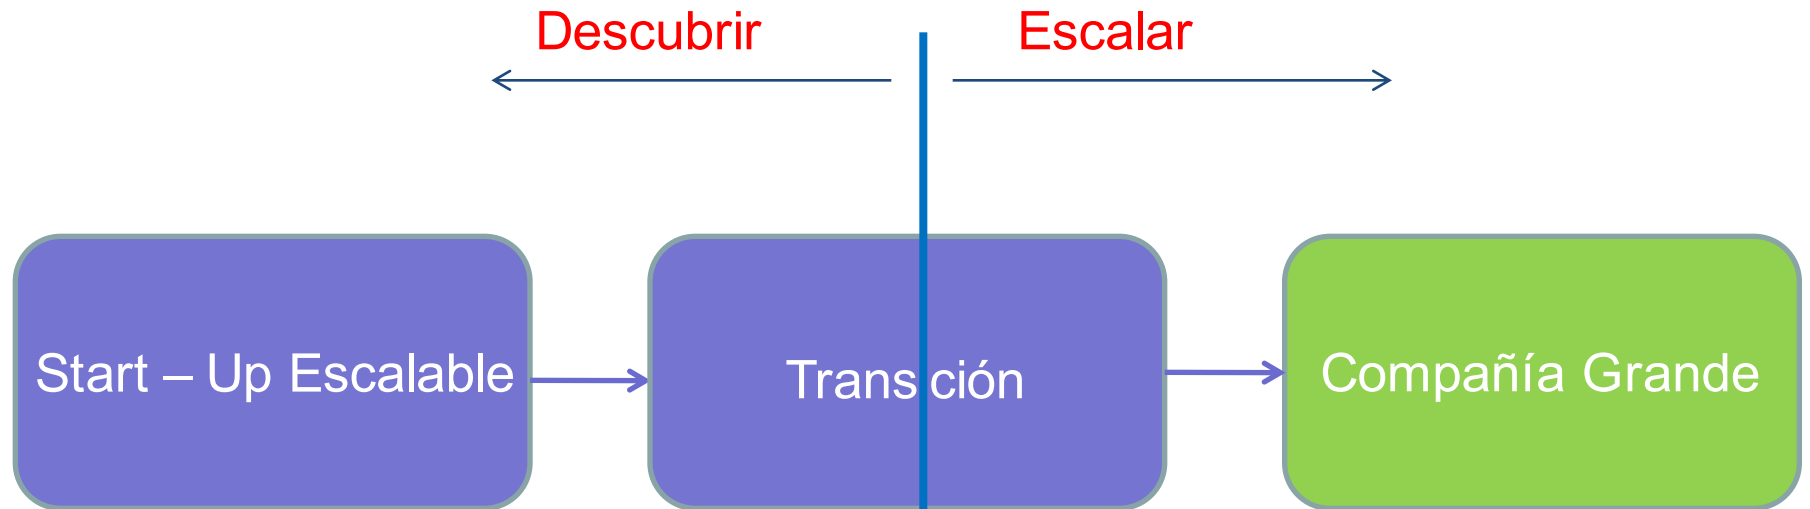 Descubrir
Escalar
Start – Up Escalable
Transición
Compañía Grande